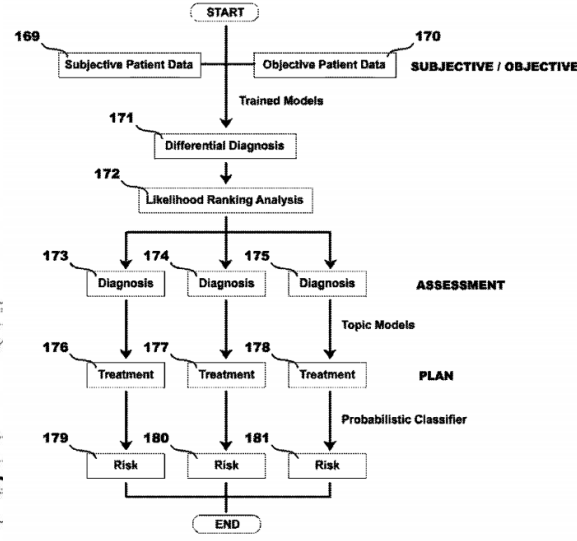 START
169 170
Subjective Patient Data Objective Patient Data SUBJECTIVE / OBJECTIVE
Trained Models
171
Differential Diagnosis
172
Likelihood Ranking Analysis
173 174 175
Diagnosis Diagnosis Diagnosis ASSESSMENT
Topic Models
176 177 178
Treatment Treatment Treatment PLAN
Probabilistic Classifier
179 180 181
Risk Risk Risk
END